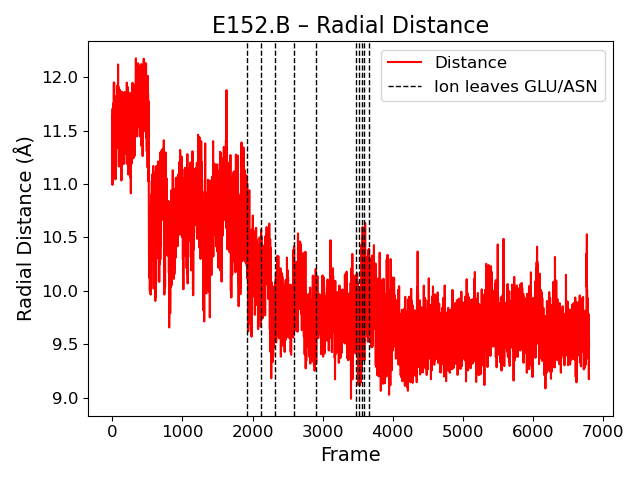 E152.B – Radial Distance
Distance
Ion leaves GLU/ASN
Radial Distance (Å)
12.0
11.5
11.0
10.5
10.0
9.5
9.0
0 1000 2000 3000 4000 5000 6000 7000
Frame